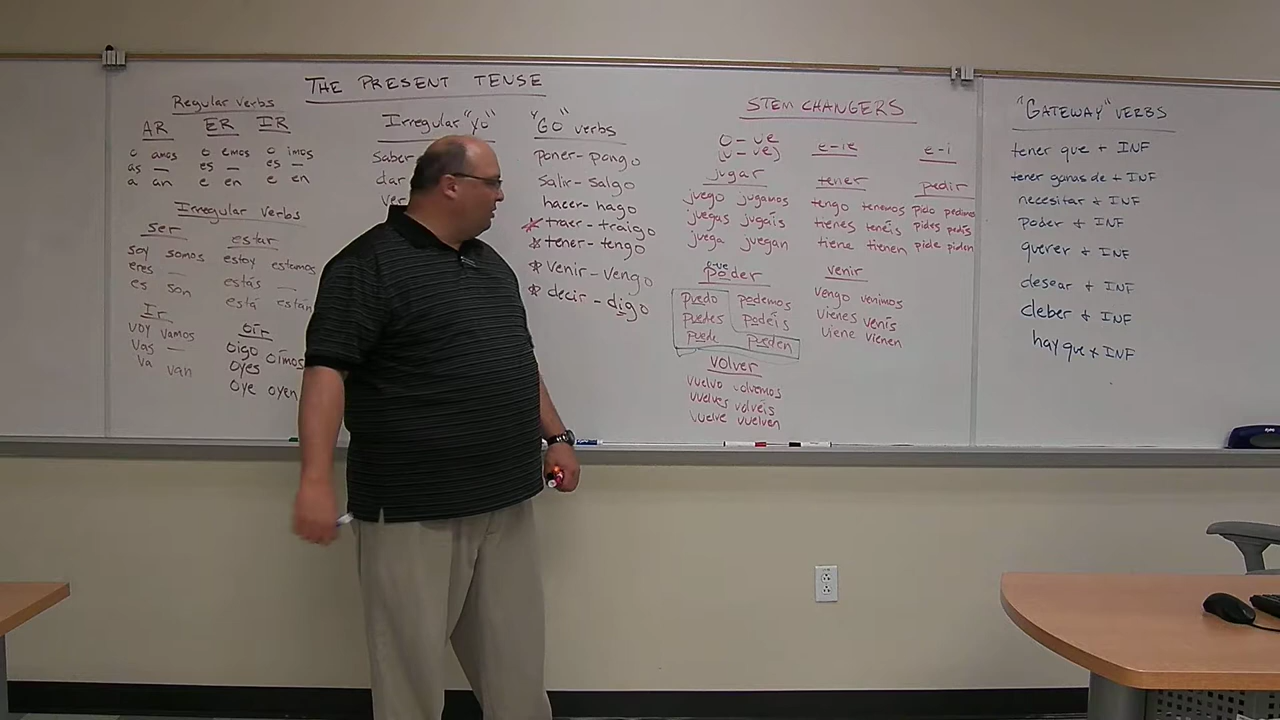 THE PRESENT TENSE
Regular verbs
AR ER IR
o amos o emos o imos
as — es — es —
a an e en e en
Irregular verbs
ser
soy somos
eres —
es son
estar
estoy estamos
estás —
está están
Ir
voy vamos
vas —
va van
oír
oigo oímos
oyes
oye oyen
Irregular "yo"
saber
dar
"GO" verbs
poner - pongo
salir - salgo
hacer - hago
* traer - traigo
* tener - tengo
* venir - vengo
* decir - digo
STEM CHANGERS
o - ue
(u - ue)
jugar
juego jugamos
juegas jugáis
juega juegan
o-ue
poder
puedo podemos
puedes podéis
puede pueden
volver
vuelvo volvemos
vuelves volvéis
vuelve vuelven
e-ie
tener
tengo tenemos
tienes tenéis
tiene tienen
venir
vengo venimos
vienes venís
viene vienen
e-i
pedir
pido pedimos
pides pedís
pide piden
"GATEWAY" VERBS
tener que + INF
tener ganas de + INF
necesitar + INF
poder + INF
querer + INF
desear + INF
deber + INF
hay que + INF